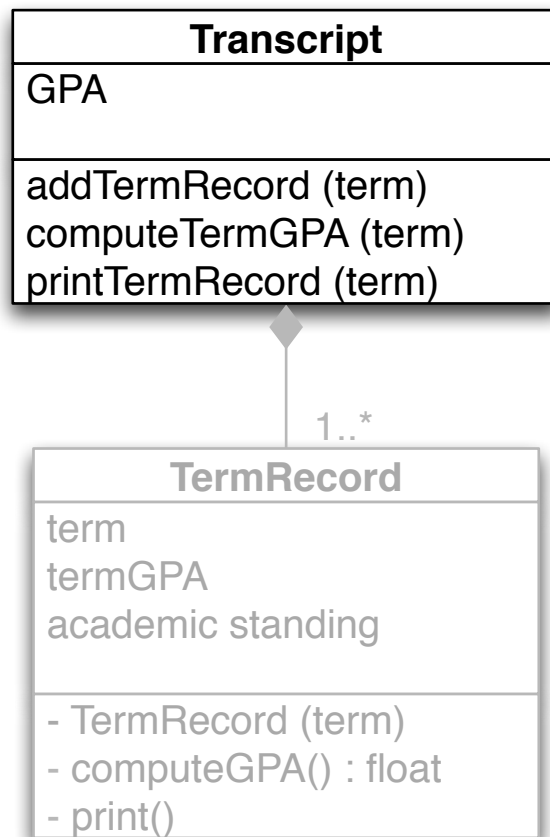 Transcript
GPA
addTermRecord (term)
computeTermGPA (term)
printTermRecord (term)
1..*
TermRecord
term
termGPA
academic standing
- TermRecord (term)
- computeGPA() : float
- print()